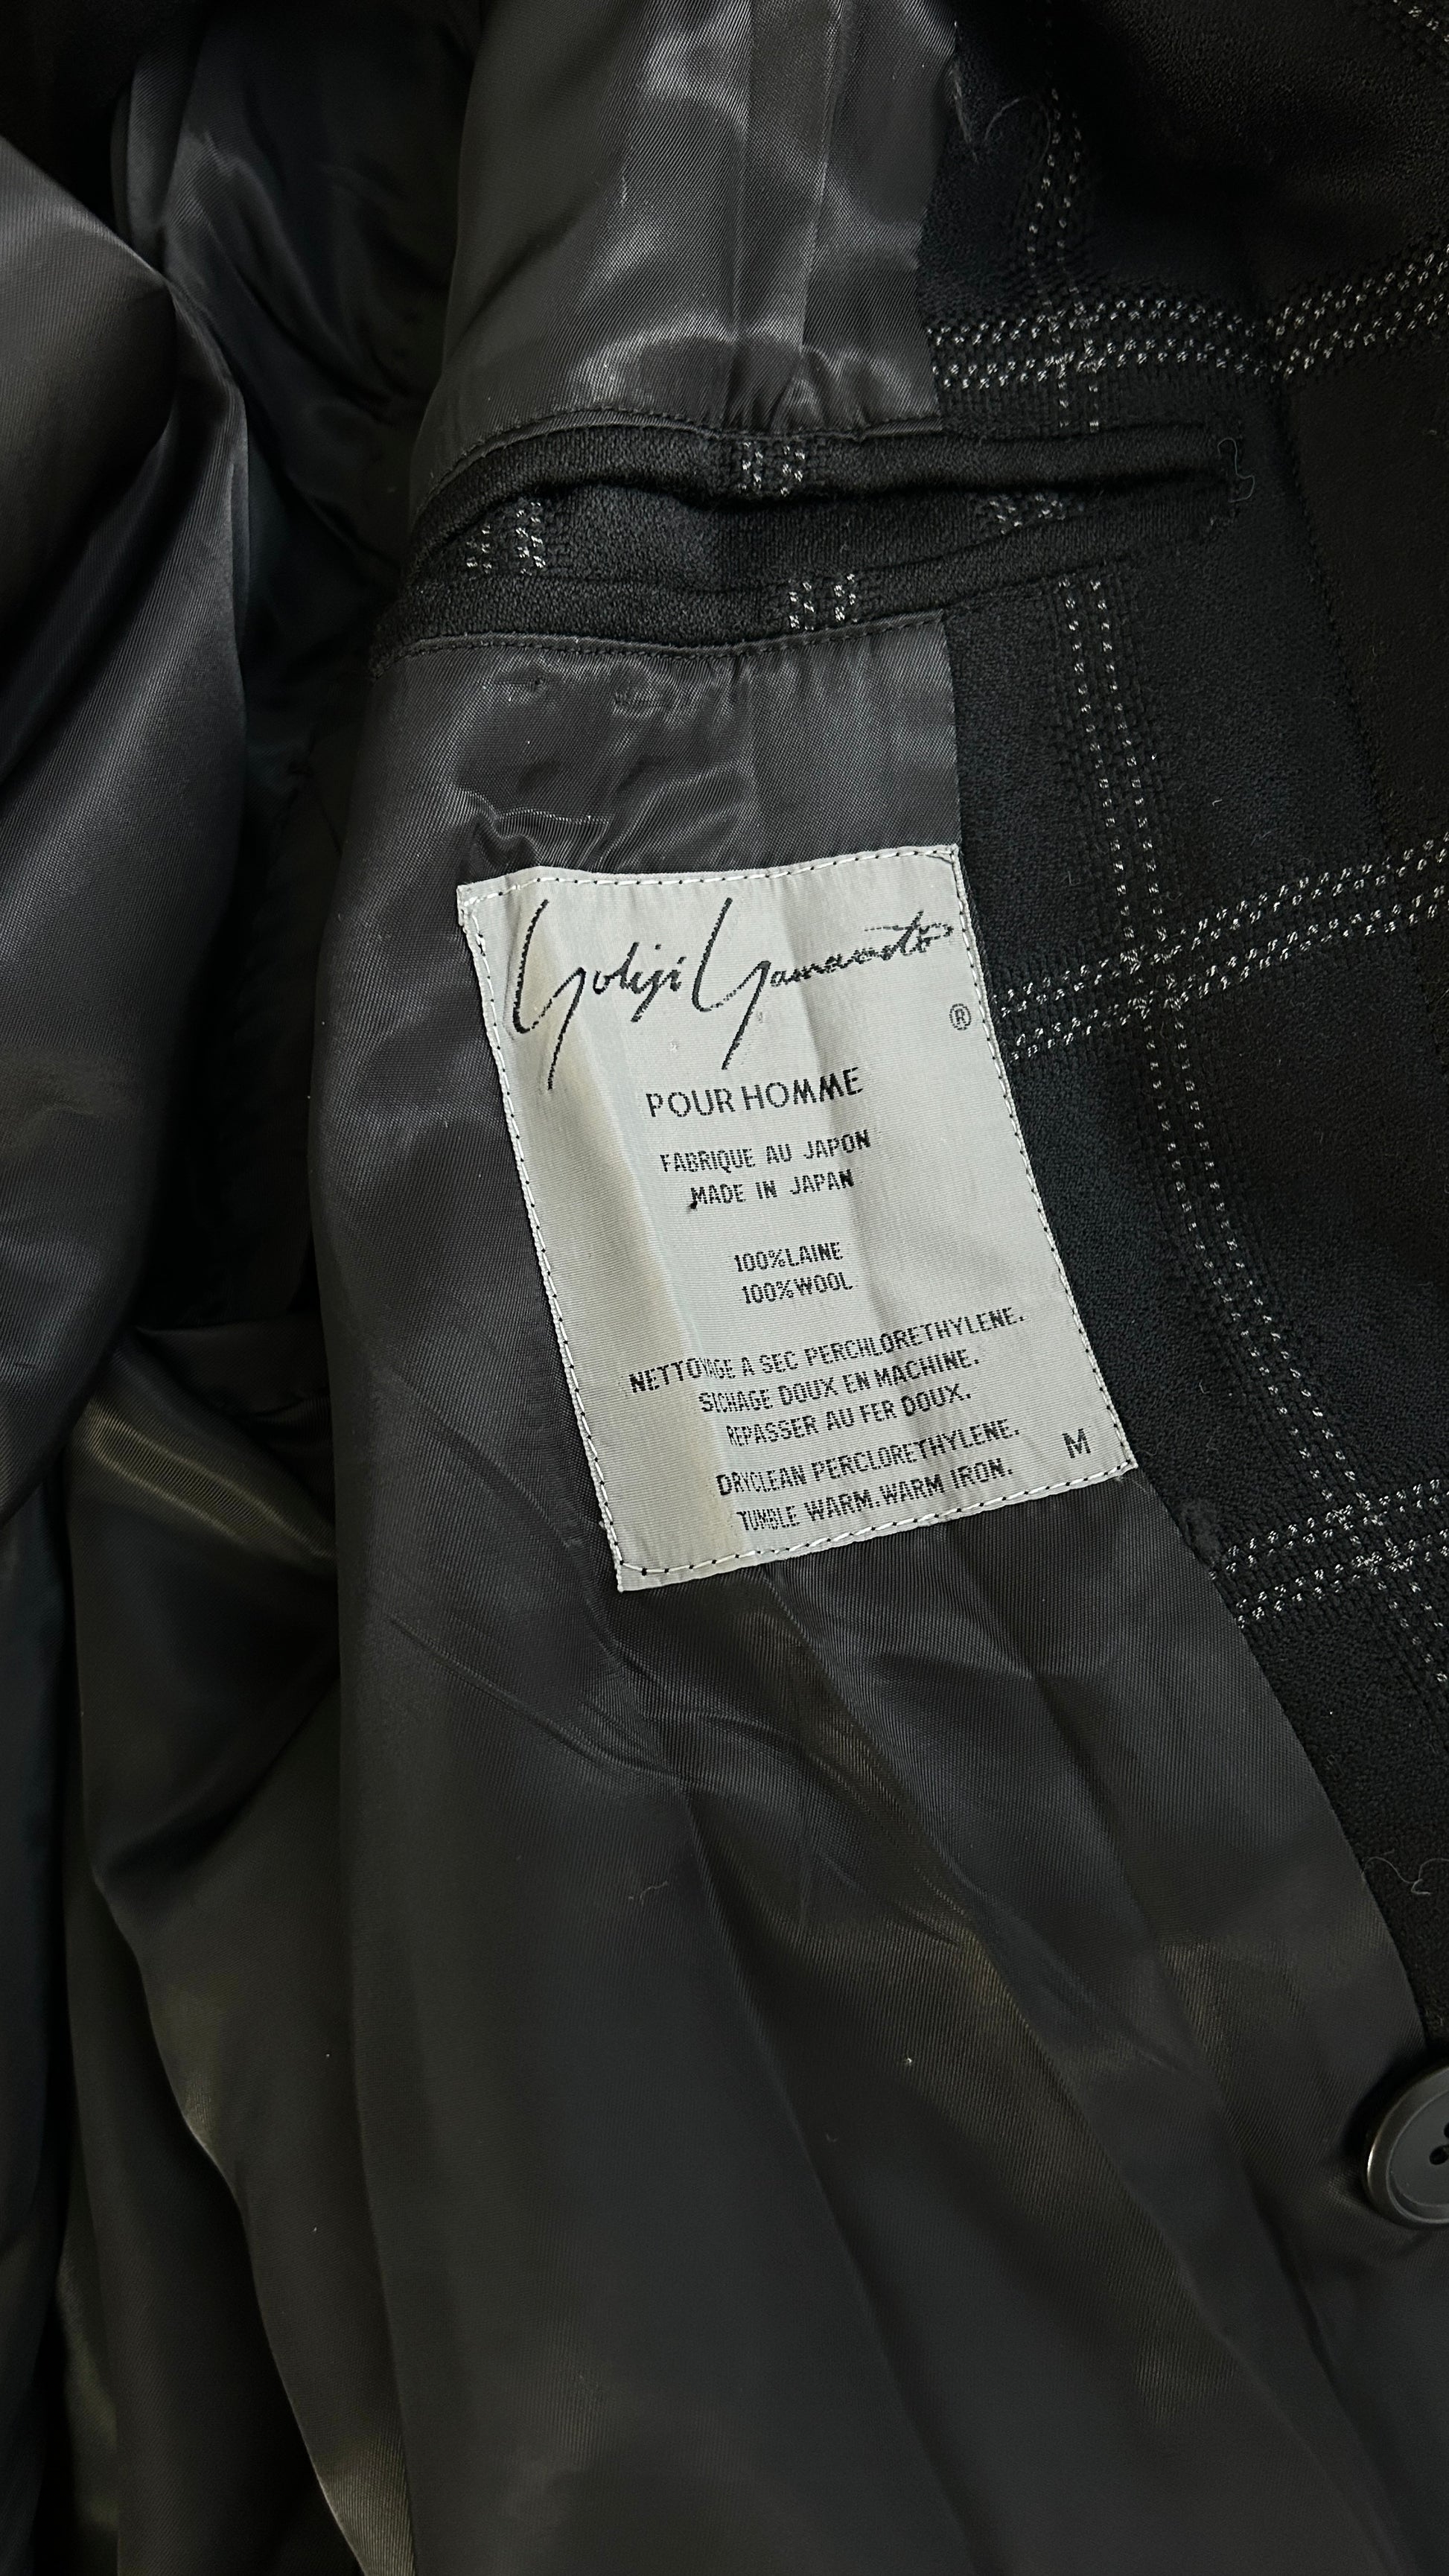 Yohji Yamamoto
®
POUR HOMME
FABRIQUE AU JAPON
MADE IN JAPAN
100%LAINE
100%WOOL
NETTOYAGE A SEC PERCHLORETHYLENE.
SECHAGE DOUX EN MACHINE.
REPASSER AU FER DOUX.
DRYCLEAN PERCLORETHYLENE.
TUMBLE WARM.WARM IRON.
M